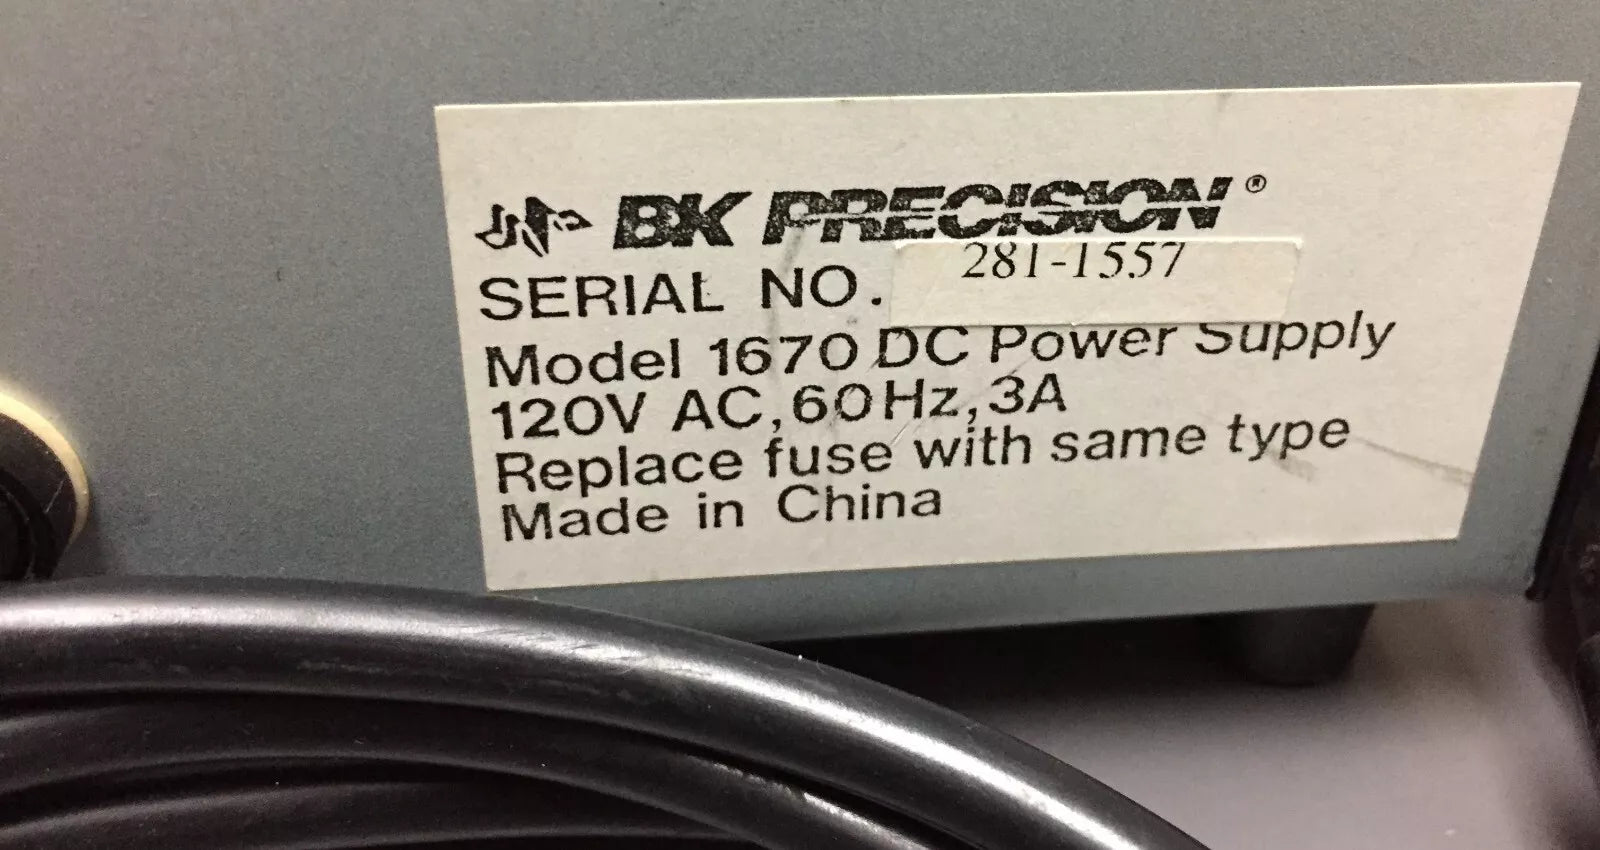 BK PRECISION®
SERIAL NO. 281-1557
Model 1670 DC Power Supply
120V AC, 60Hz, 3A
Replace fuse with same type
Made in China